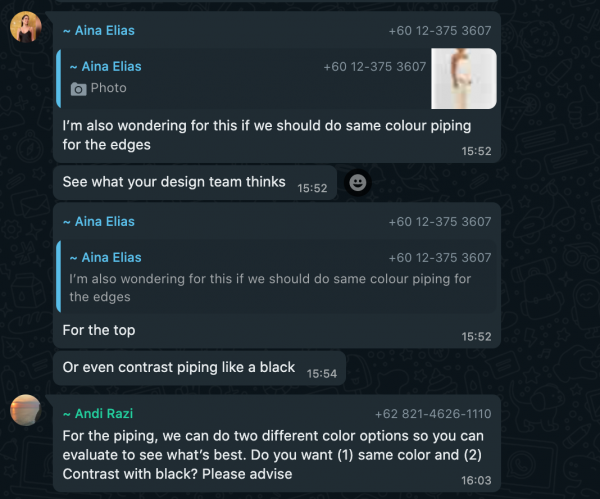 ~ Aina Elias +60 12-375 3607
~ Aina Elias +60 12-375 3607
Photo
I'm also wondering for this if we should do same colour piping
for the edges
15:52
See what your design team thinks 15:52
~ Aina Elias +60 12-375 3607
~ Aina Elias +60 12-375 3607
I'm also wondering for this if we should do same colour piping for
the edges
For the top
15:52
Or even contrast piping like a black 15:54
~ Andi Razi +62 821-4626-1110
For the piping, we can do two different color options so you can
evaluate to see what's best. Do you want (1) same color and (2)
Contrast with black? Please advise
16:03